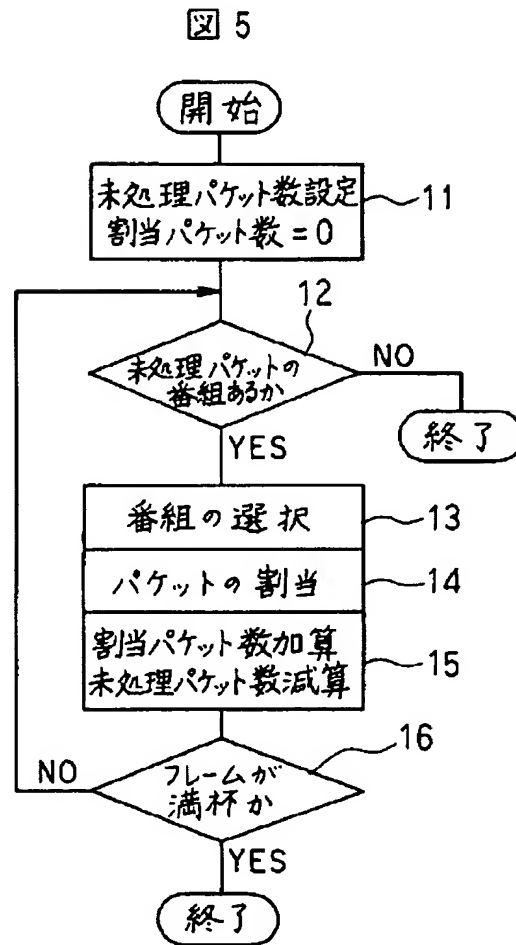 図 5
開始
未処理パケット数設定
割当パケット数 = 0
11
12
未処理パケットの
番組あるか
NO
終了
YES
番組の選択
13
パケットの割当
14
割当パケット数加算
未処理パケット数減算
15
16
フレームが
満杯か
NO
YES
終了